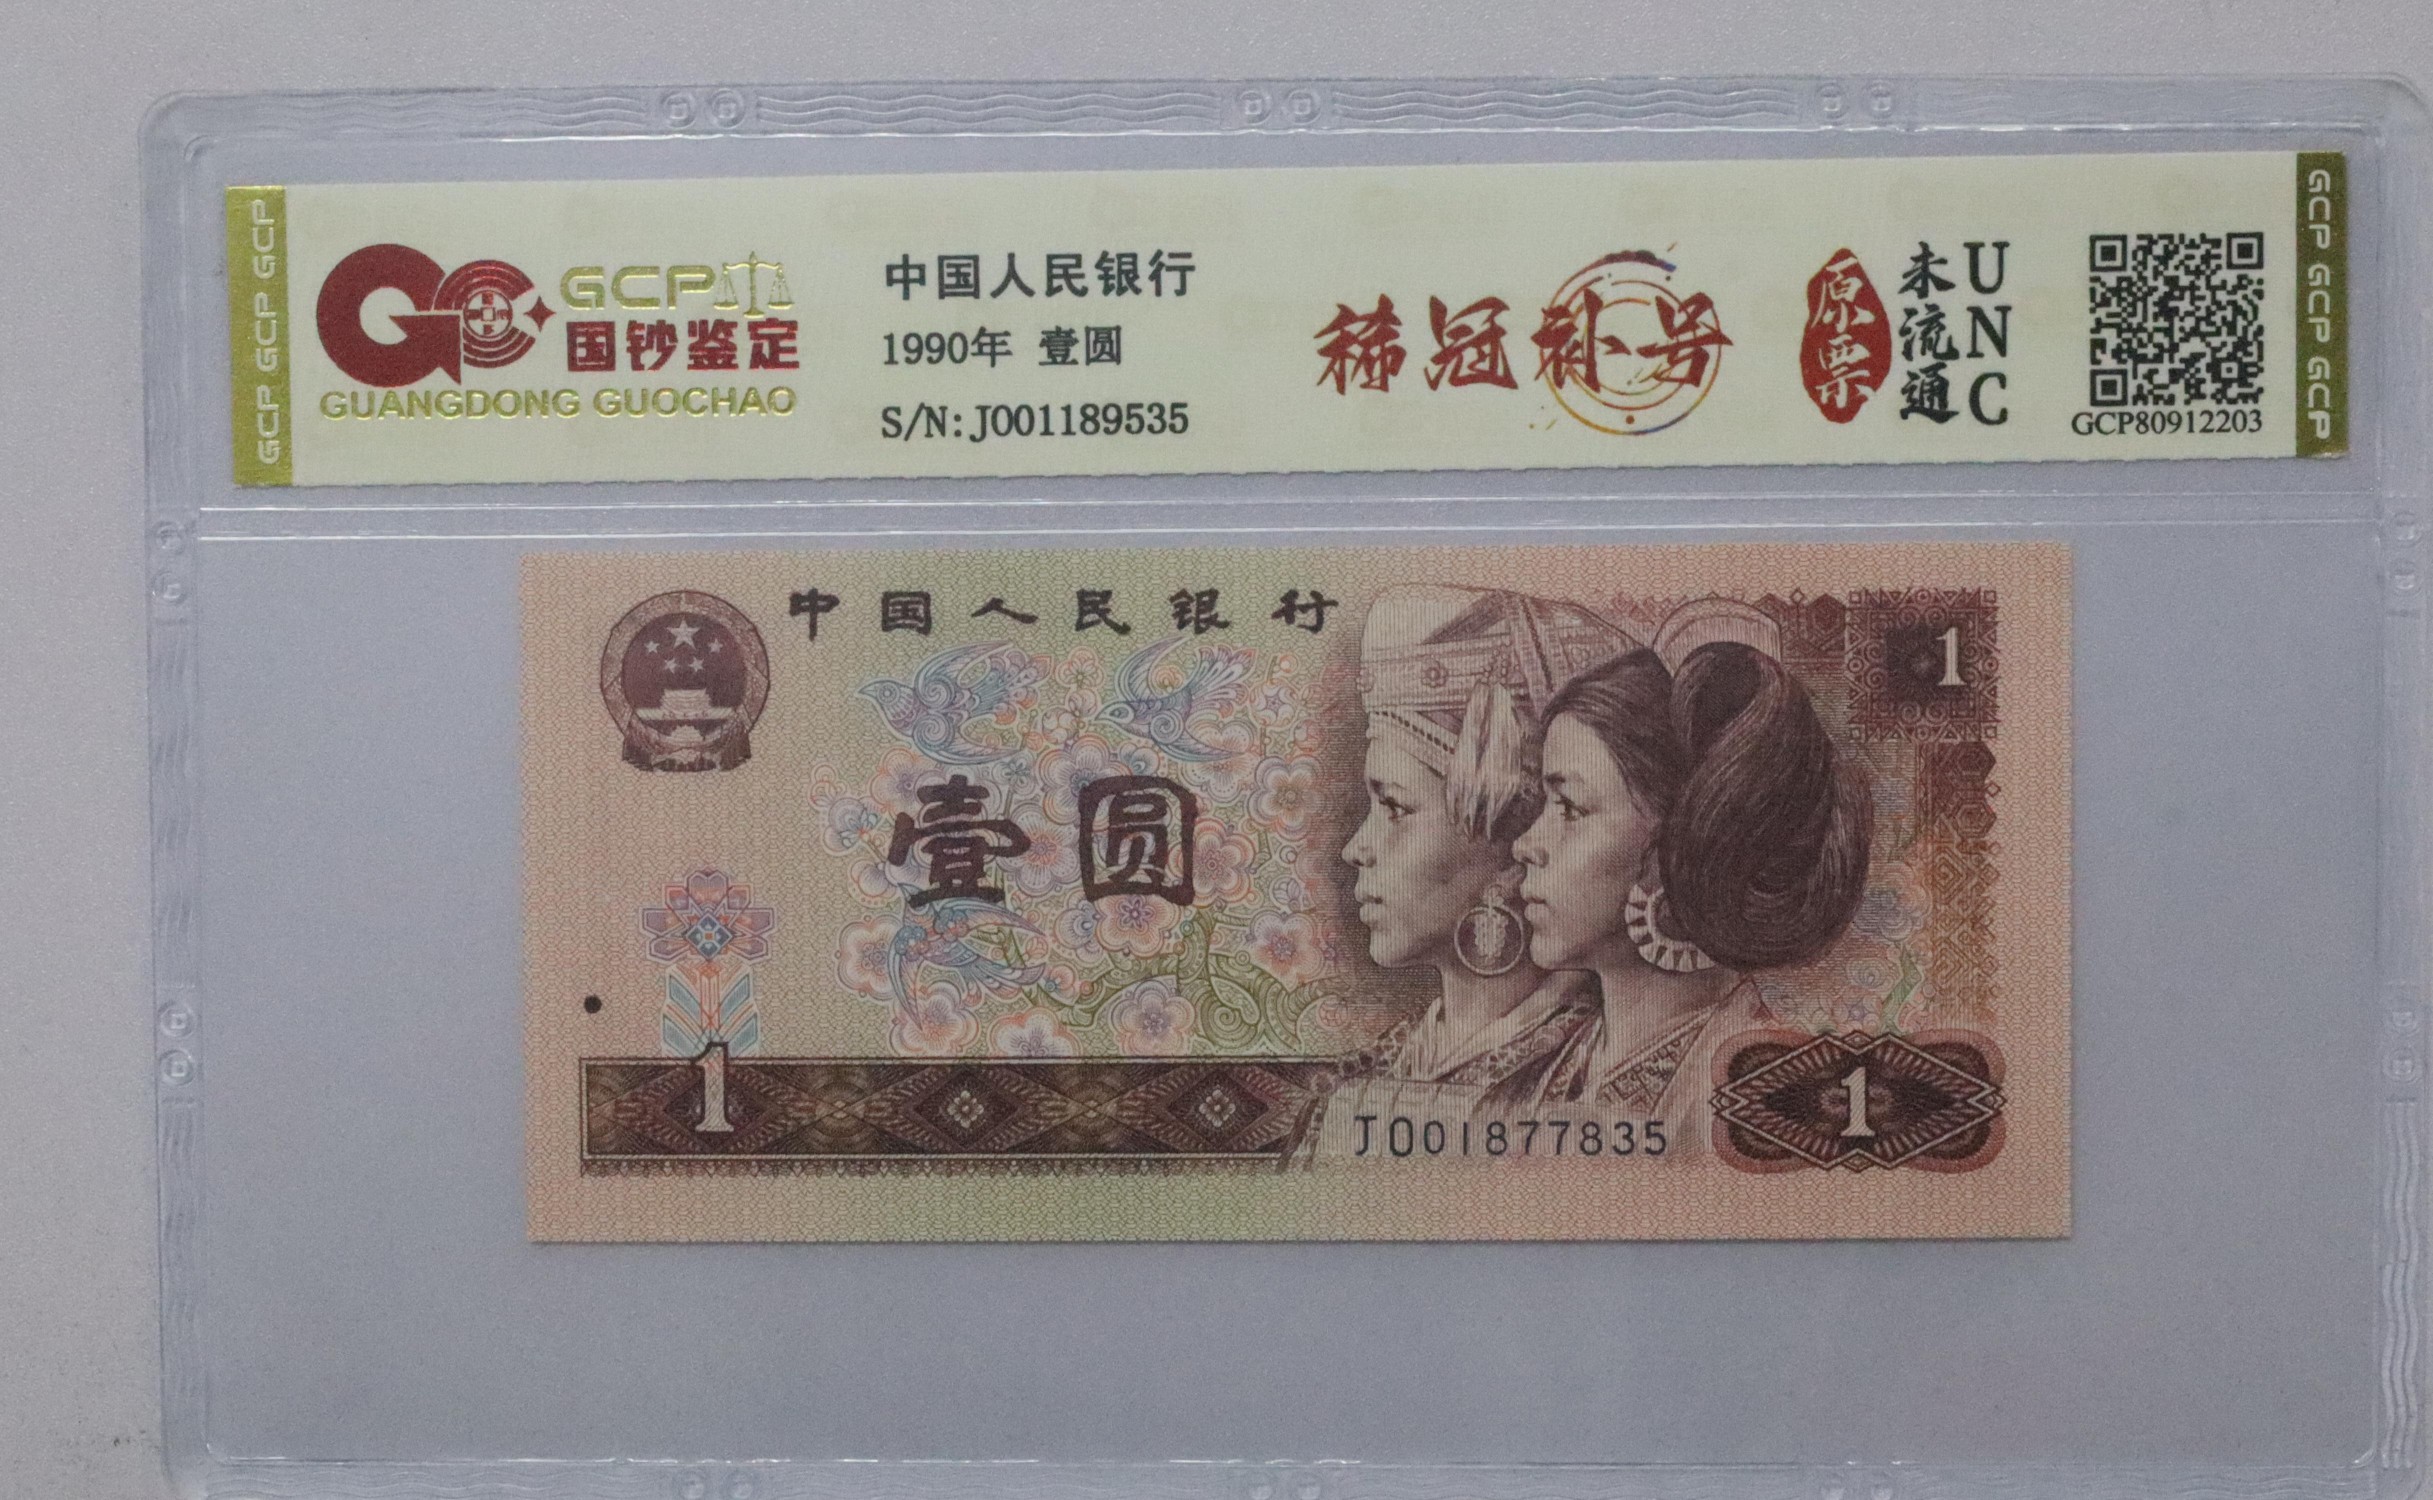 GCP GCP GCP
GCP
国钞鉴定
GUANGDONG GUOCHAO
中国人民银行
1990年 壹圆
S/N:J001189535
稀冠补号
原票
未流通
UNC
GCP80912203
GCP GCP GCP
中国人民银行
1
壹圆
1
J001877835
1